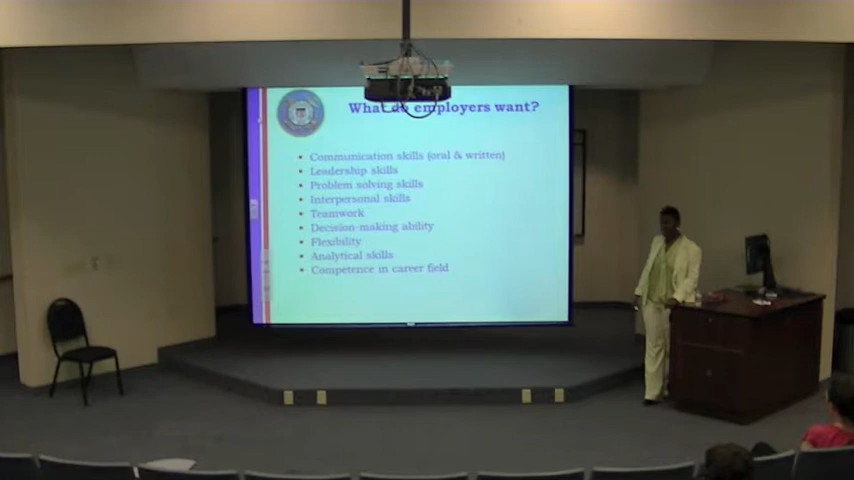 What do employers want?
• Communication skills (oral & written)
• Leadership skills
• Problem solving skills
• Interpersonal skills
• Teamwork
• Decision-making ability
• Flexibility
• Analytical skills
• Competence in career field